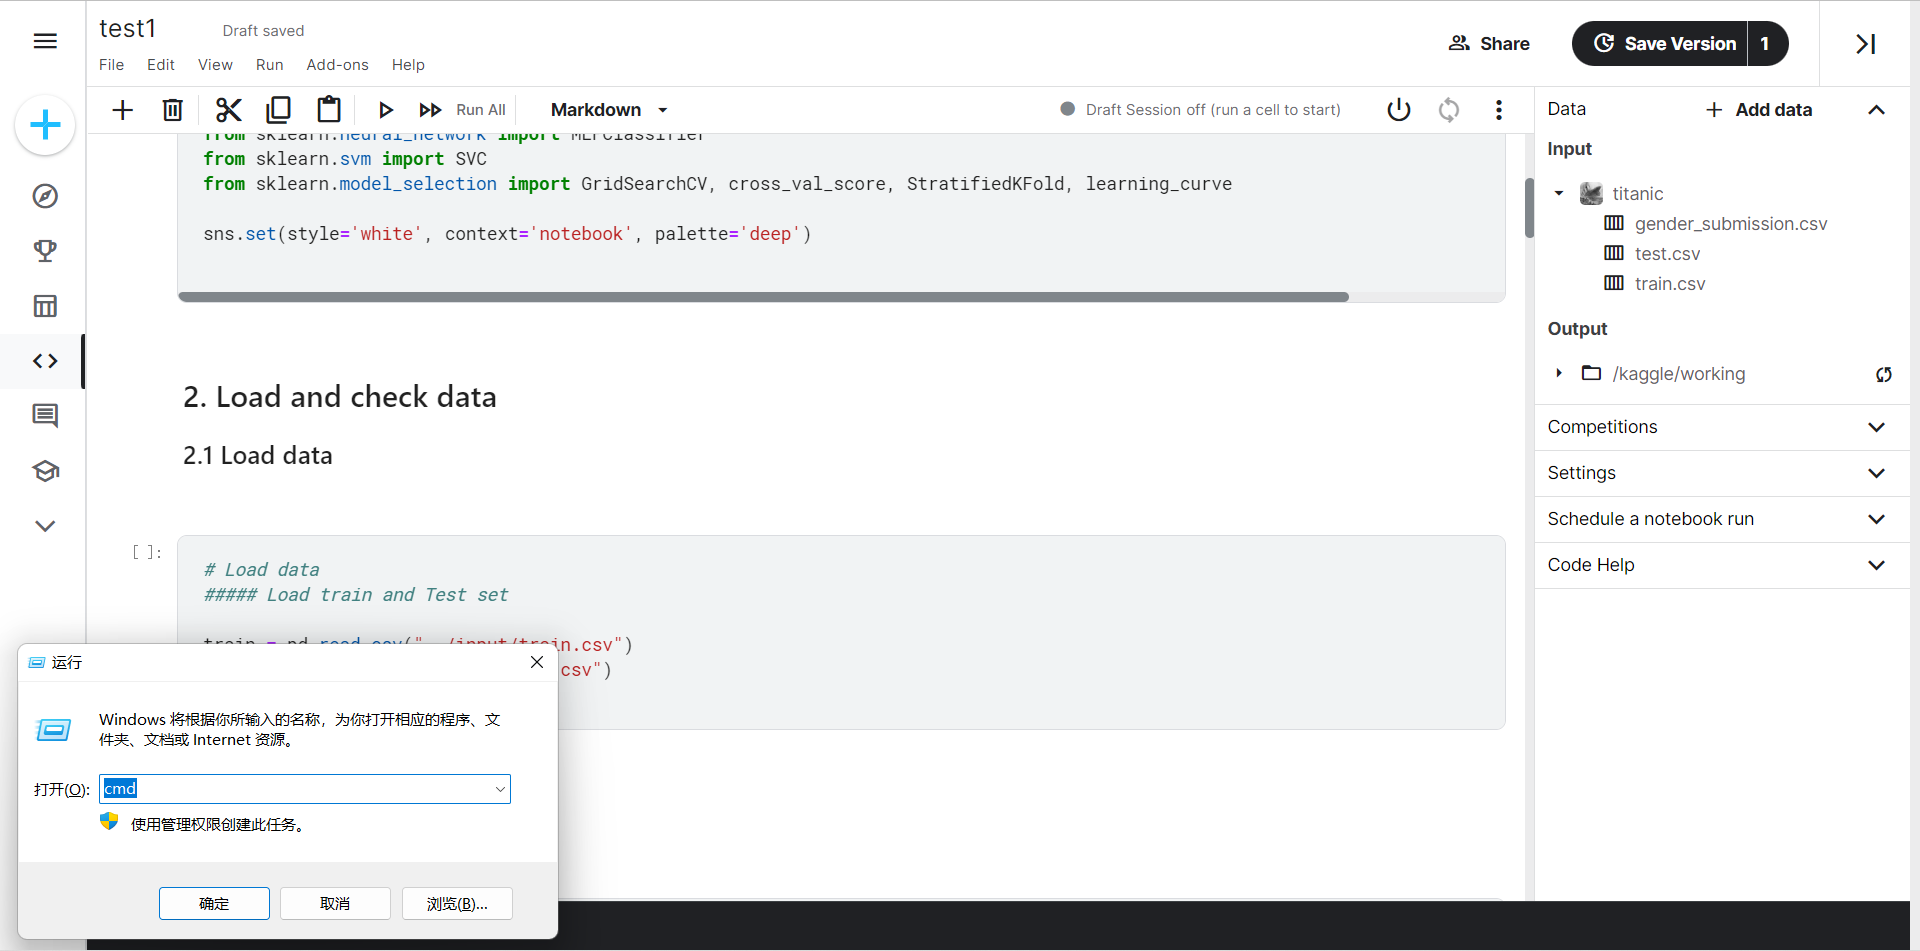 test1
Draft saved
File Edit View Run Add-ons Help
Share
Save Version 1
Run All
Markdown
Draft Session off (run a cell to start)
from sklearn.neural_network import MLPClassifier
from sklearn.svm import SVC
from sklearn.model_selection import GridSearchCV, cross_val_score, StratifiedKFold, learning_curve
sns.set(style='white', context='notebook', palette='deep')
2. Load and check data
2.1 Load data
[ ]:
# Load data
##### Load train and Test set
train = pd.read_csv("../input/train.csv")
csv")
Data
Add data
Input
titanic
gender_submission.csv
test.csv
train.csv
Output
/kaggle/working
Competitions
Settings
Schedule a notebook run
Code Help
运行
Windows 将根据你所输入的名称，为你打开相应的程序、文
件夹、文档或 Internet 资源。
打开(O):
cmd
使用管理权限创建此任务。
确定
取消
浏览(B)...